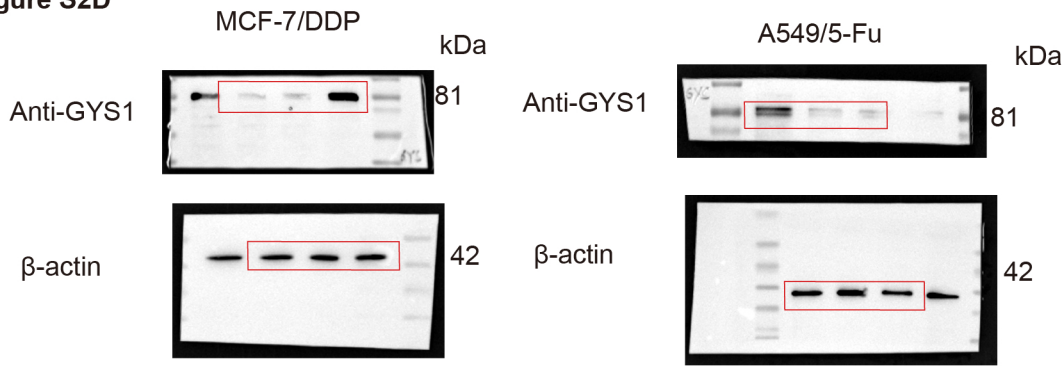 Figure S2D
MCF-7/DDP
kDa
Anti-GYS1
81
β-actin
42
A549/5-Fu
kDa
Anti-GYS1
81
β-actin
42